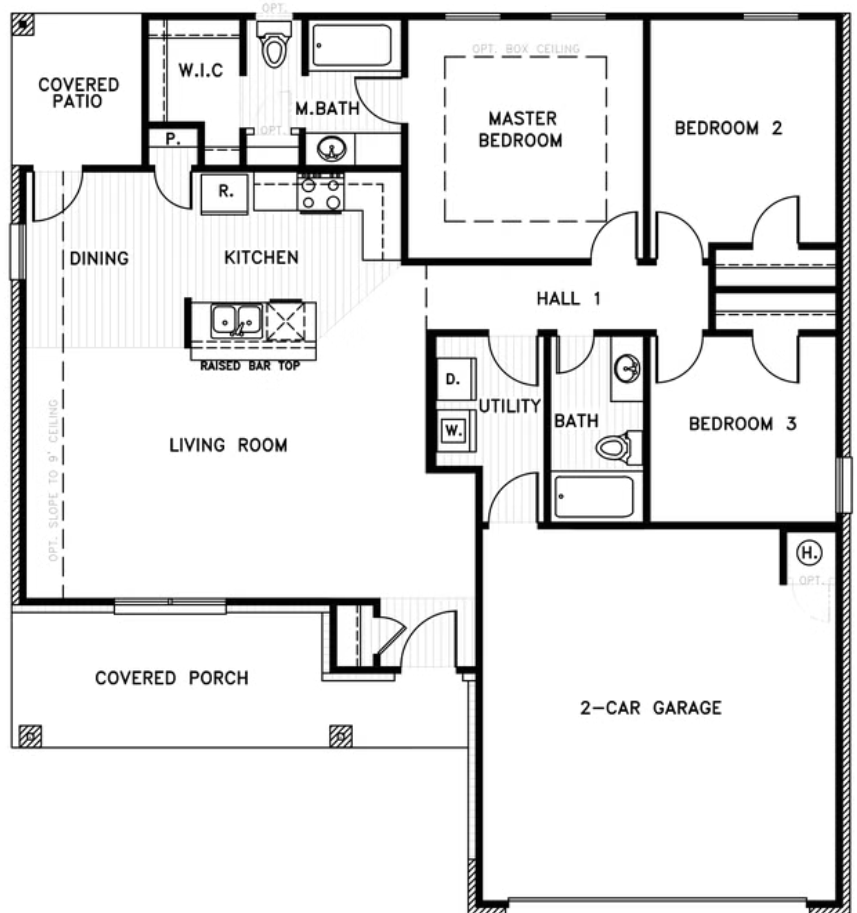 OPT.
W.I.C
COVERED
PATIO
M.BATH
OPT.
P.
OPT. BOX CEILING
MASTER
BEDROOM
BEDROOM 2
R.
DINING
KITCHEN
HALL 1
RAISED BAR TOP
D.
UTILITY
W.
BATH
BEDROOM 3
LIVING ROOM
OPT. SLOPE TO 9' CEILING
H.
OPT.
COVERED PORCH
2-CAR GARAGE